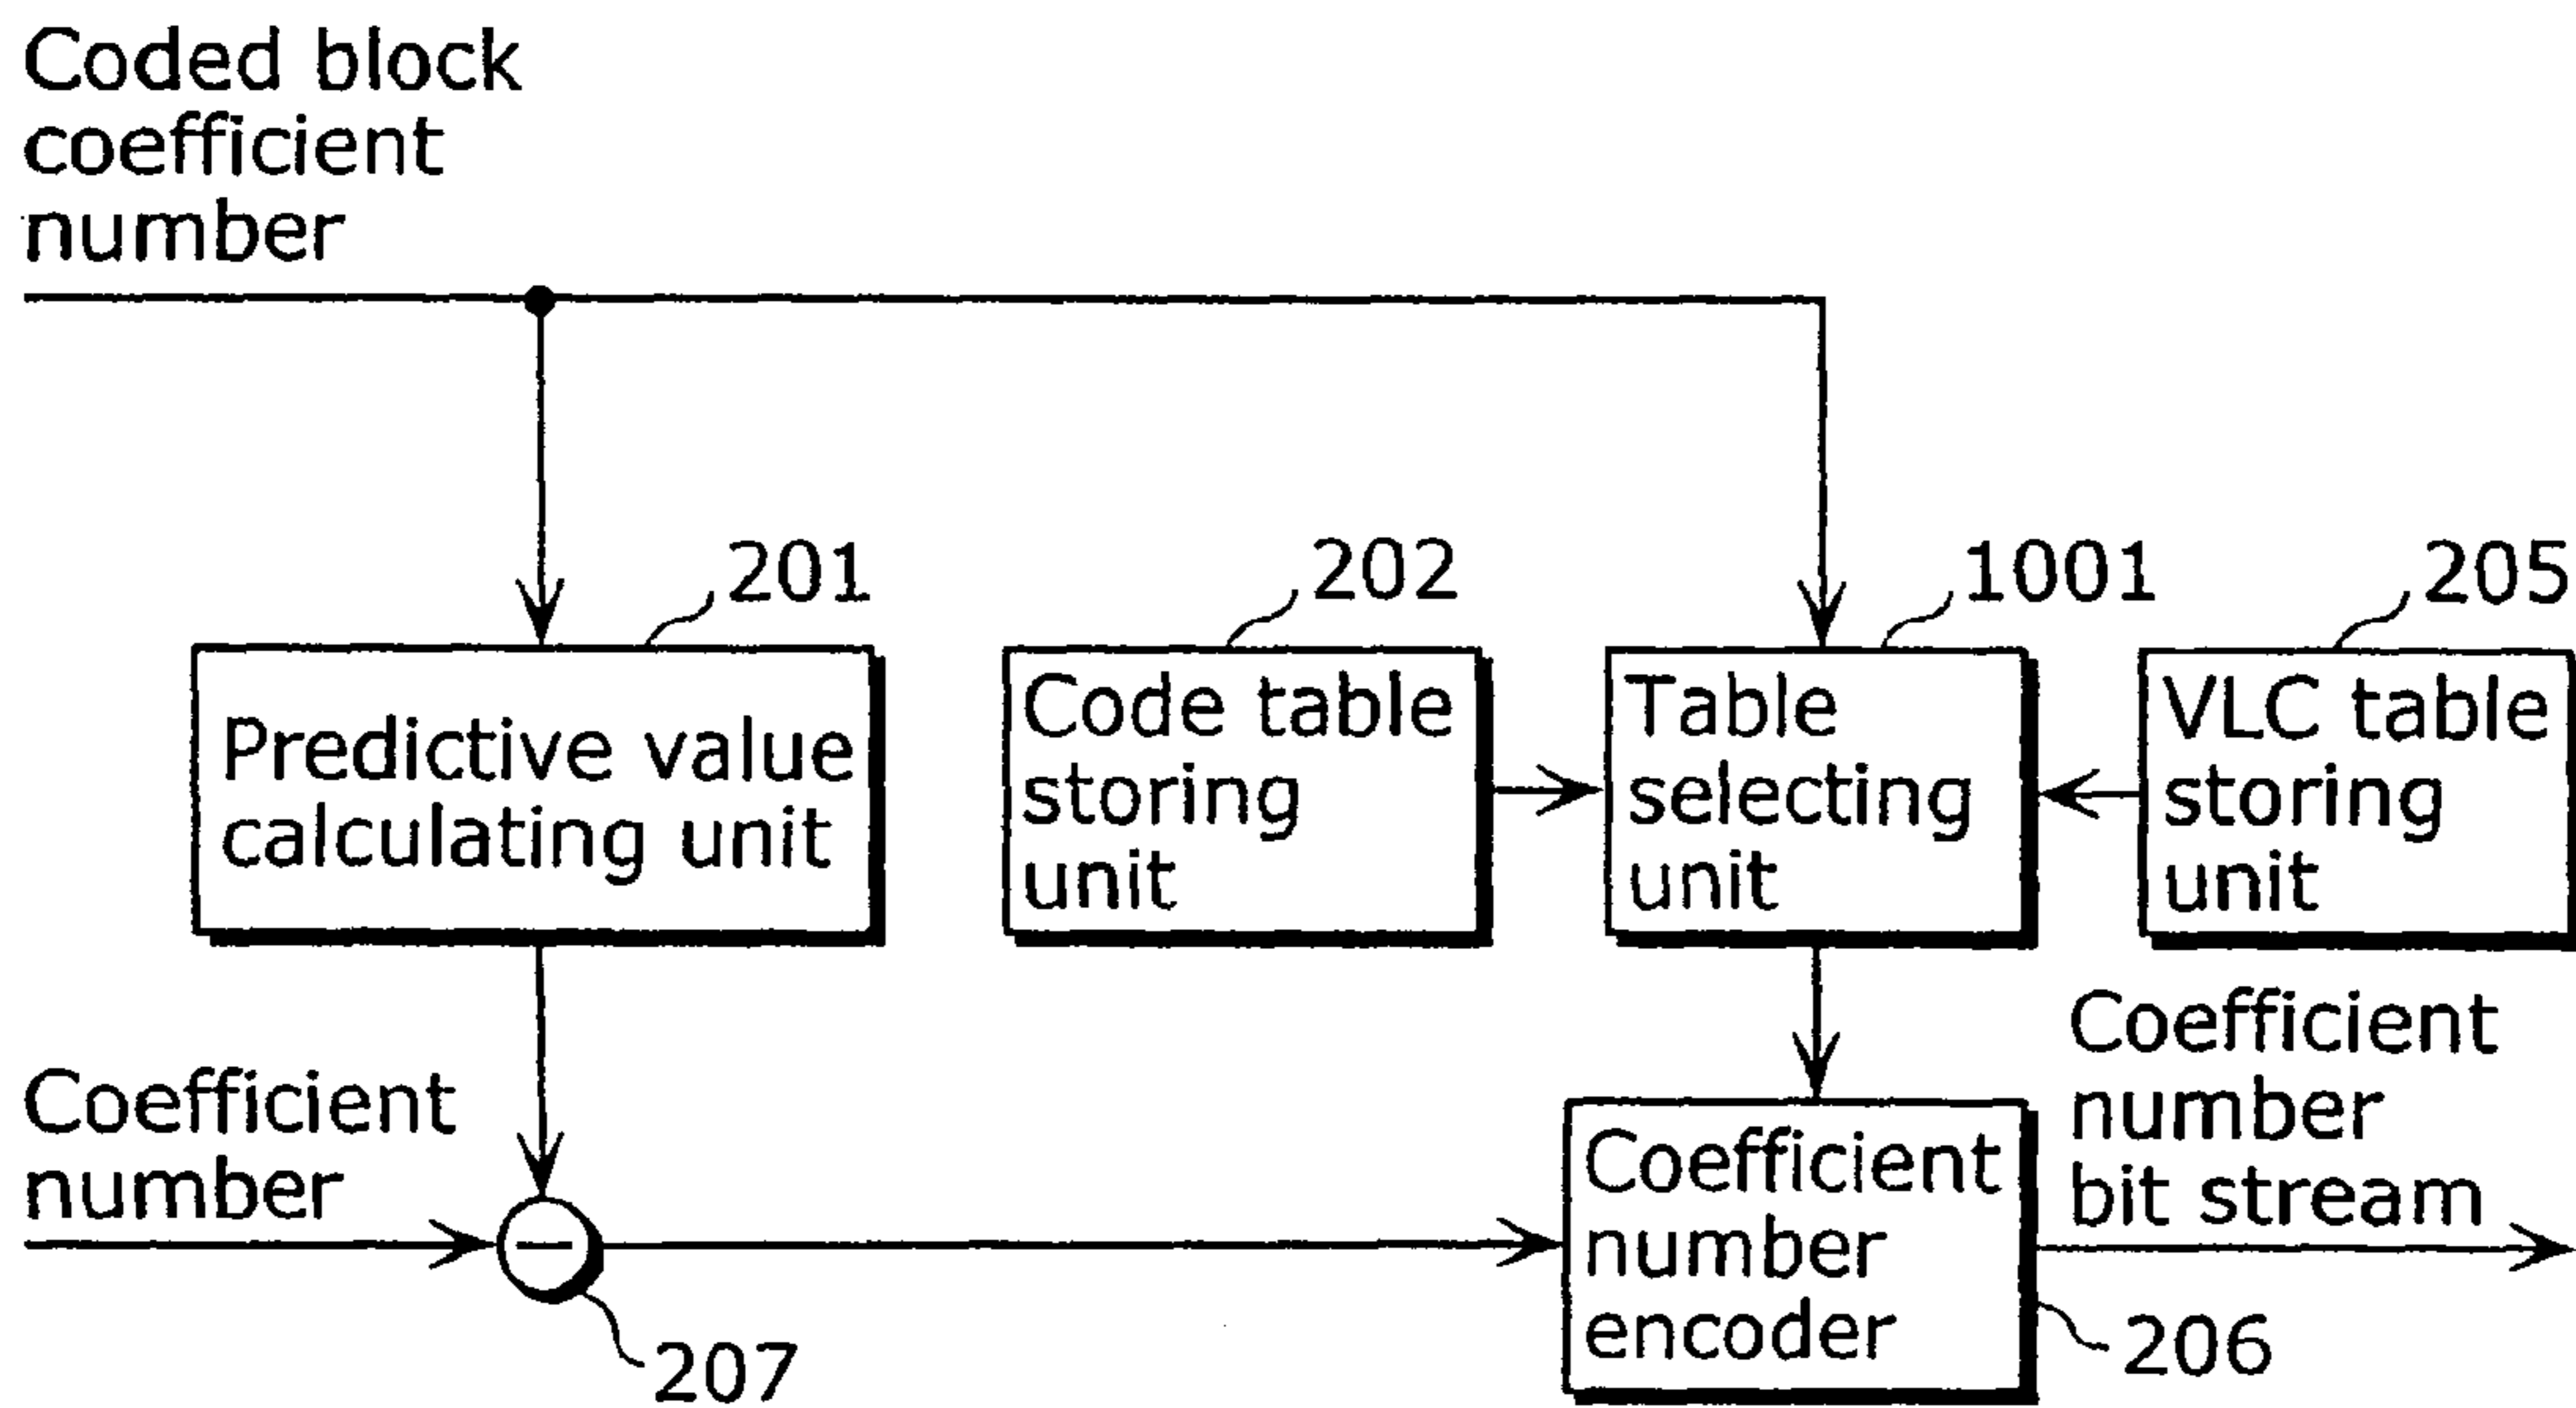 Coded block
coefficient
number
201
202
1001
205
Predictive value
calculating unit
Code table
storing
unit
Table
selecting
unit
VLC table
storing
unit
Coefficient
number
207
Coefficient
number
encoder
206
Coefficient
number
bit stream